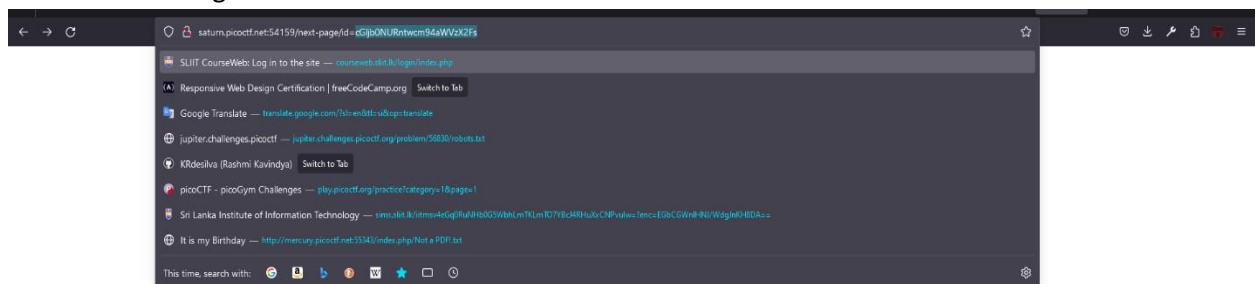 saturn.picoctf.net:54159/next-page/id=cGljb0NURntwcm94aWVzX2Fs
SLIIT CourseWeb: Log in to the site — courseweb.sliit.lk/login/index.php
Responsive Web Design Certification | freeCodeCamp.org Switch to Tab
Google Translate — translate.google.com/?sl=en&tl=si&op=translate
jupiter.challenges.picoctf — jupiter.challenges.picoctf.org/problem/56830/robots.txt
KRdesilva (Rashmi Kavindya) Switch to Tab
picoCTF - picoGym Challenges — play.picoctf.org/practice?category=1&page=1
Sri Lanka Institute of Information Technology —
It is my Birthday — http://mercury.picoctf.net:55343/index.php/Not a PDF!.txt
This time, search with: